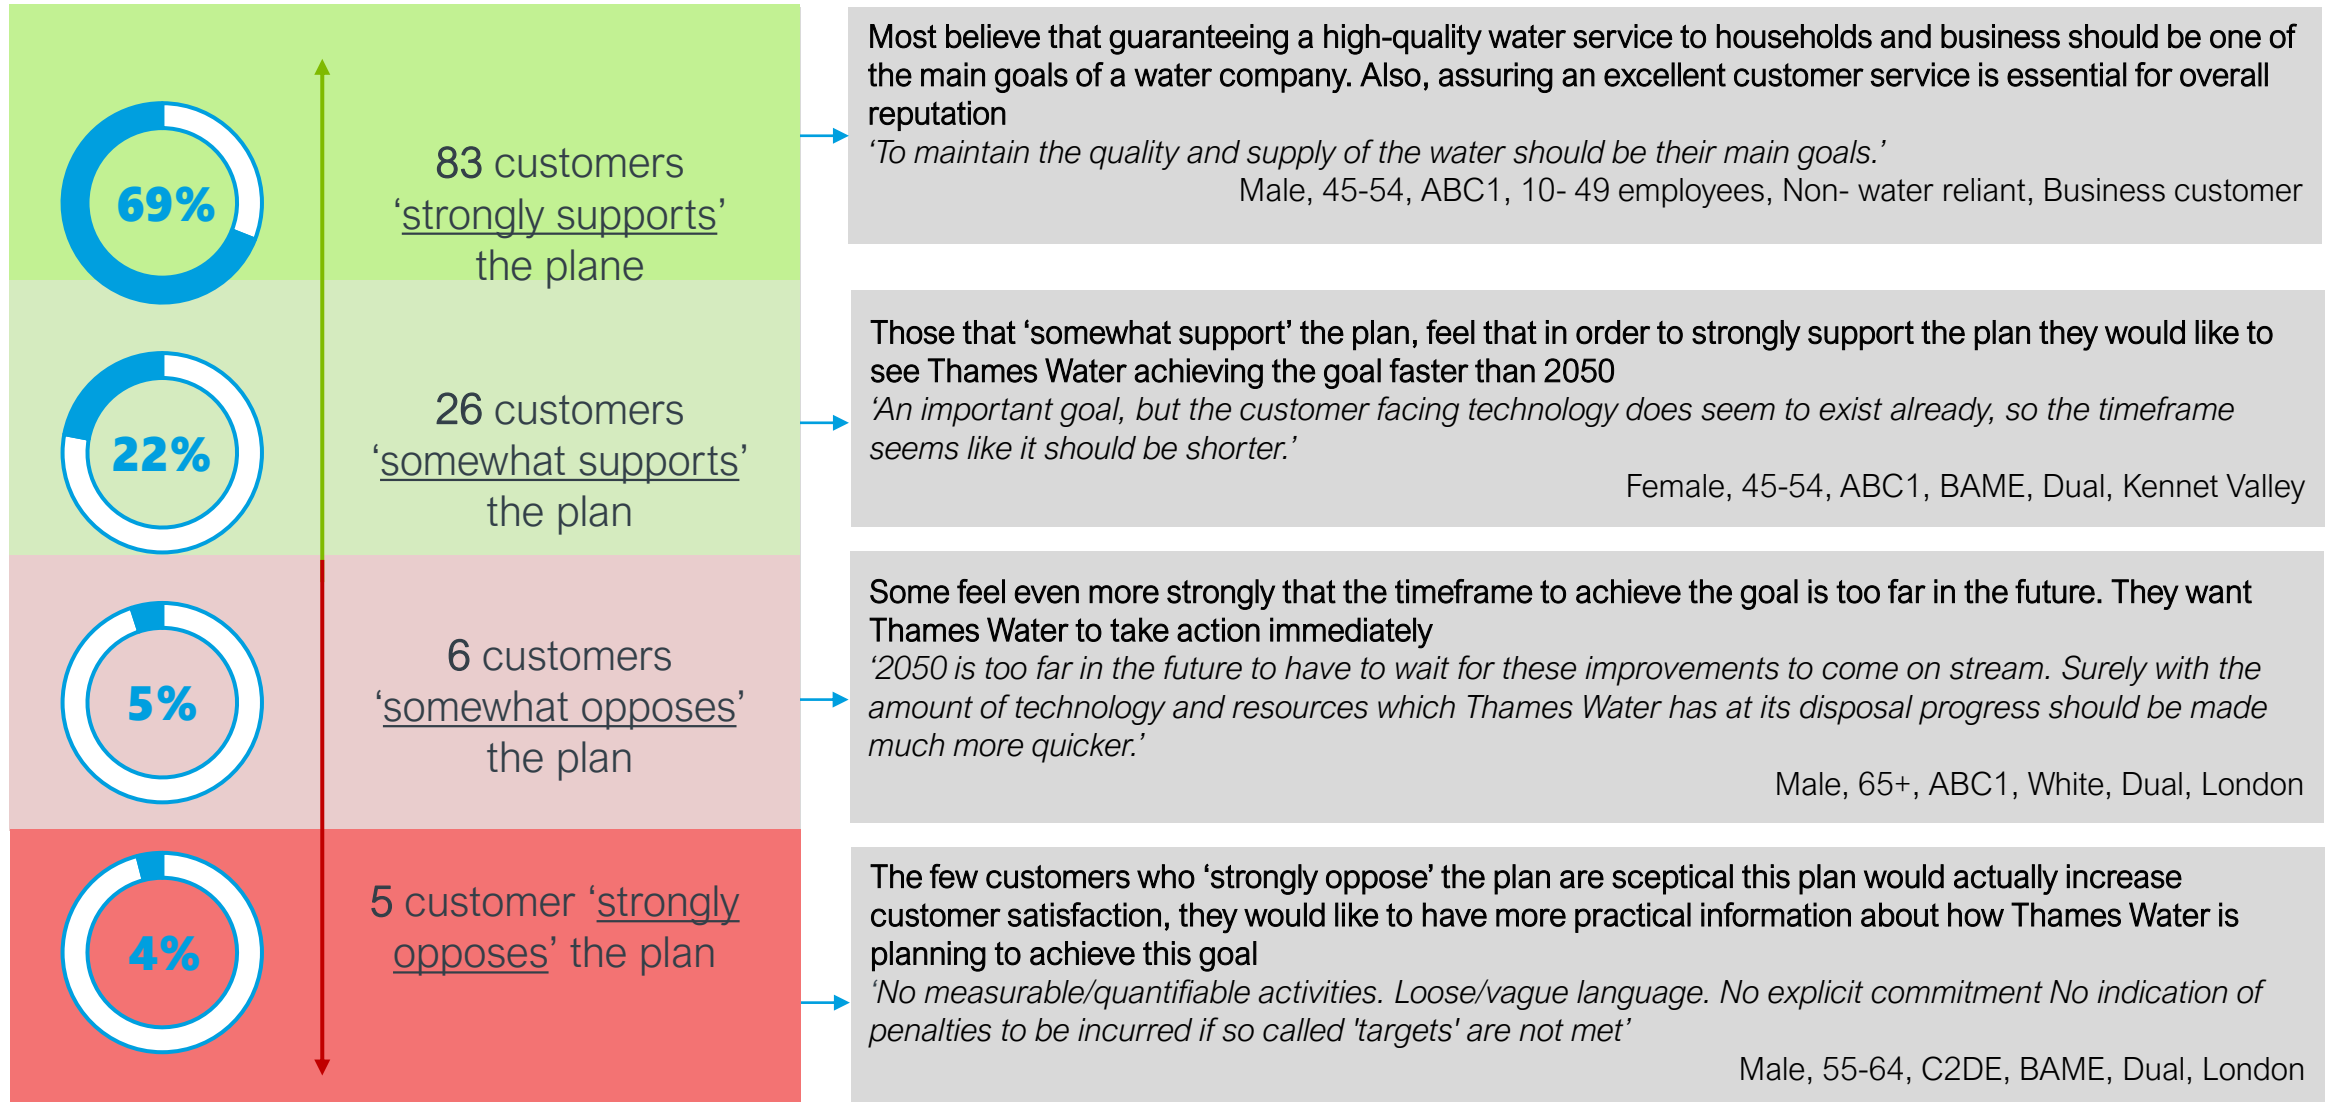 69%
83 customers
‘strongly supports’
the plane
Most believe that guaranteeing a high-quality water service to households and business should be one of
the main goals of a water company. Also, assuring an excellent customer service is essential for overall
reputation
‘To maintain the quality and supply of the water should be their main goals.’
Male, 45-54, ABC1, 10- 49 employees, Non- water reliant, Business customer
22%
26 customers
‘somewhat supports’
the plan
Those that ‘somewhat support’ the plan, feel that in order to strongly support the plan they would like to
see Thames Water achieving the goal faster than 2050
‘An important goal, but the customer facing technology does seem to exist already, so the timeframe
seems like it should be shorter.’
Female, 45-54, ABC1, BAME, Dual, Kennet Valley
5%
6 customers
‘somewhat opposes’
the plan
Some feel even more strongly that the timeframe to achieve the goal is too far in the future. They want
Thames Water to take action immediately
‘2050 is too far in the future to have to wait for these improvements to come on stream. Surely with the
amount of technology and resources which Thames Water has at its disposal progress should be made
much more quicker.’
Male, 65+, ABC1, White, Dual, London
4%
5 customer ‘strongly
opposes’ the plan
The few customers who ‘strongly oppose’ the plan are sceptical this plan would actually increase
customer satisfaction, they would like to have more practical information about how Thames Water is
planning to achieve this goal
‘No measurable/quantifiable activities. Loose/vague language. No explicit commitment No indication of
penalties to be incurred if so called 'targets' are not met’
Male, 55-64, C2DE, BAME, Dual, London